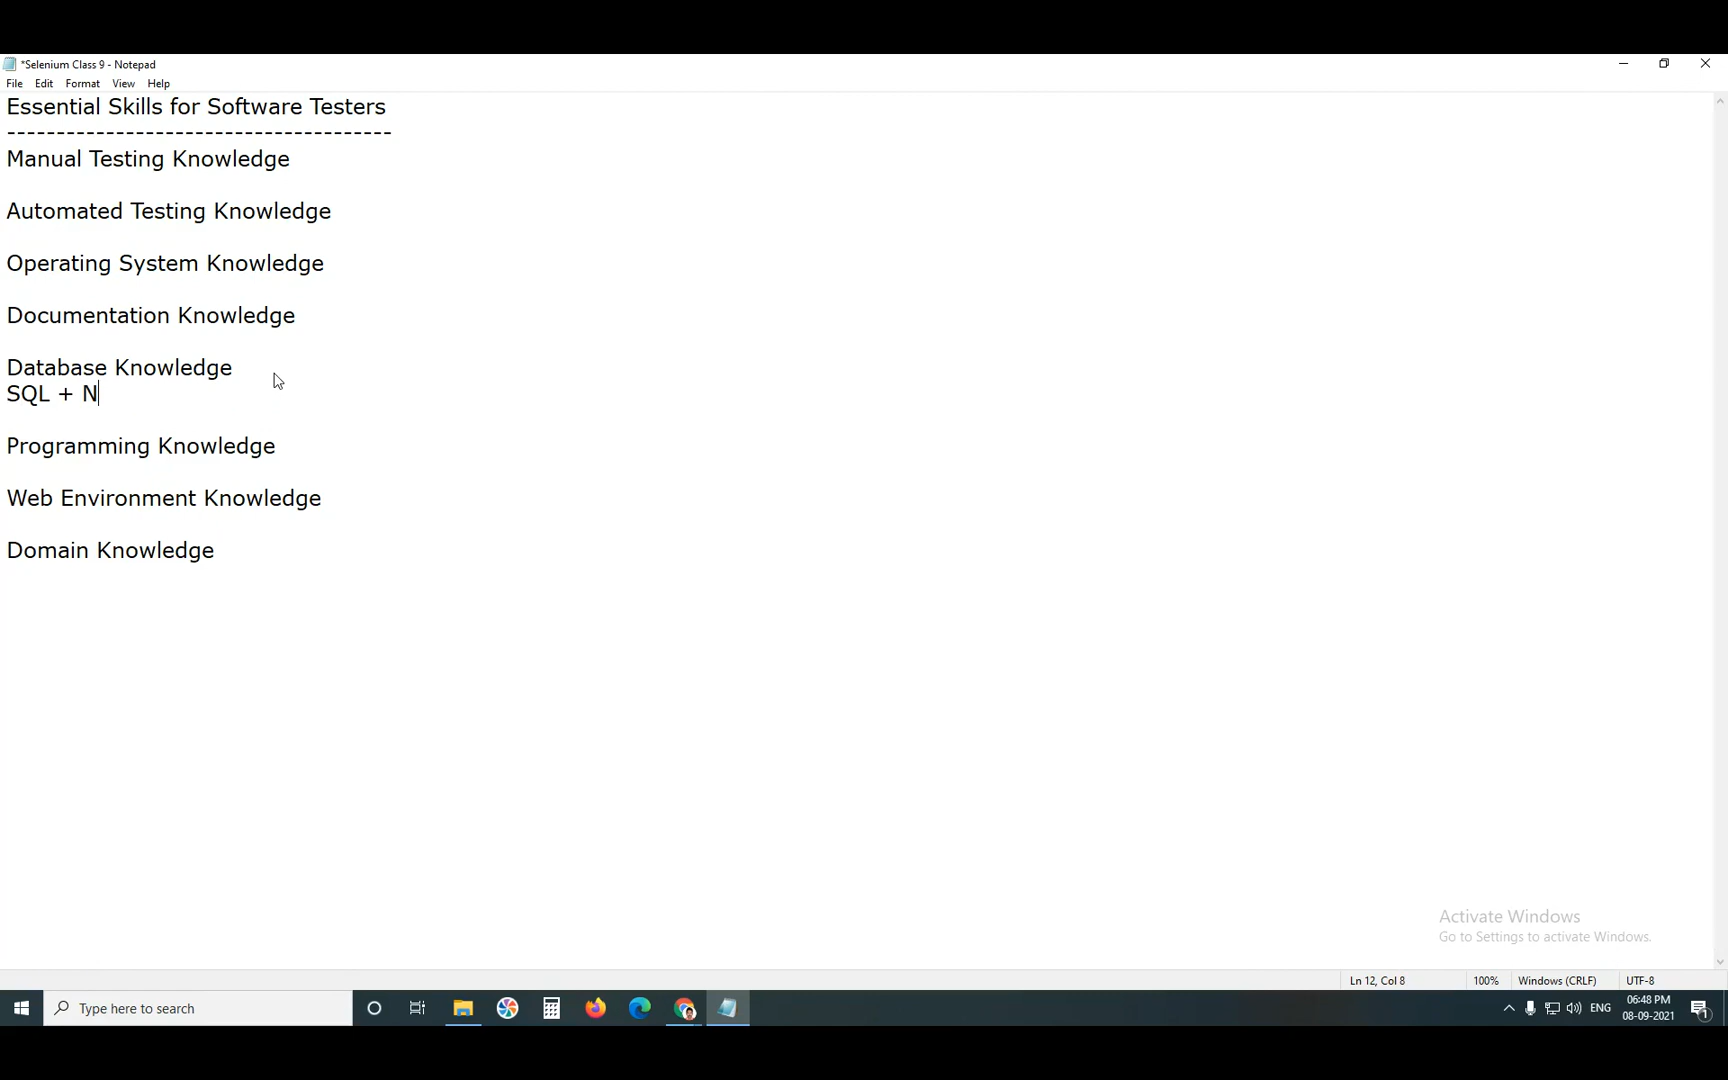 *Selenium Class 9 - Notepad
File Edit Format View Help
Essential Skills for Software Testers
---------------------------------------
Manual Testing Knowledge
Automated Testing Knowledge
Operating System Knowledge
Documentation Knowledge
Database Knowledge
SQL + N
Programming Knowledge
Web Environment Knowledge
Domain Knowledge
Activate Windows
Go to Settings to activate Windows.
Ln 12, Col 8 100% Windows (CRLF) UTF-8
Type here to search
ENG
06:48 PM
08-09-2021
1